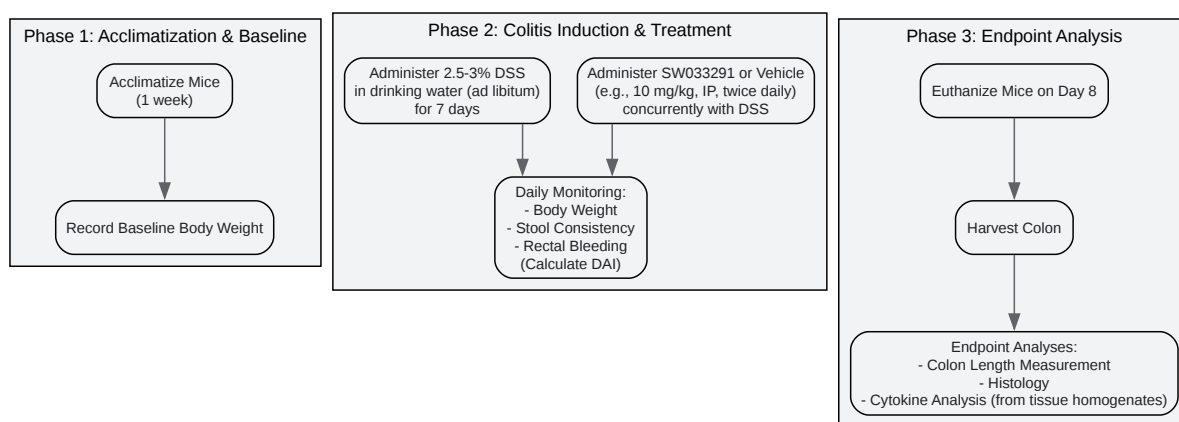 Phase 1: Acclimatization & Baseline
Acclimatize Mice
(1 week)
Record Baseline Body Weight
Phase 2: Colitis Induction & Treatment
Administer 2.5-3% DSS
in drinking water (ad libitum)
for 7 days
Administer SW033291 or Vehicle
(e.g., 10 mg/kg, IP, twice daily)
concurrently with DSS
Daily Monitoring:
- Body Weight
- Stool Consistency
- Rectal Bleeding
(Calculate DAI)
Phase 3: Endpoint Analysis
Euthanize Mice on Day 8
Harvest Colon
Endpoint Analyses:
- Colon Length Measurement
- Histology
- Cytokine Analysis (from tissue homogenates)